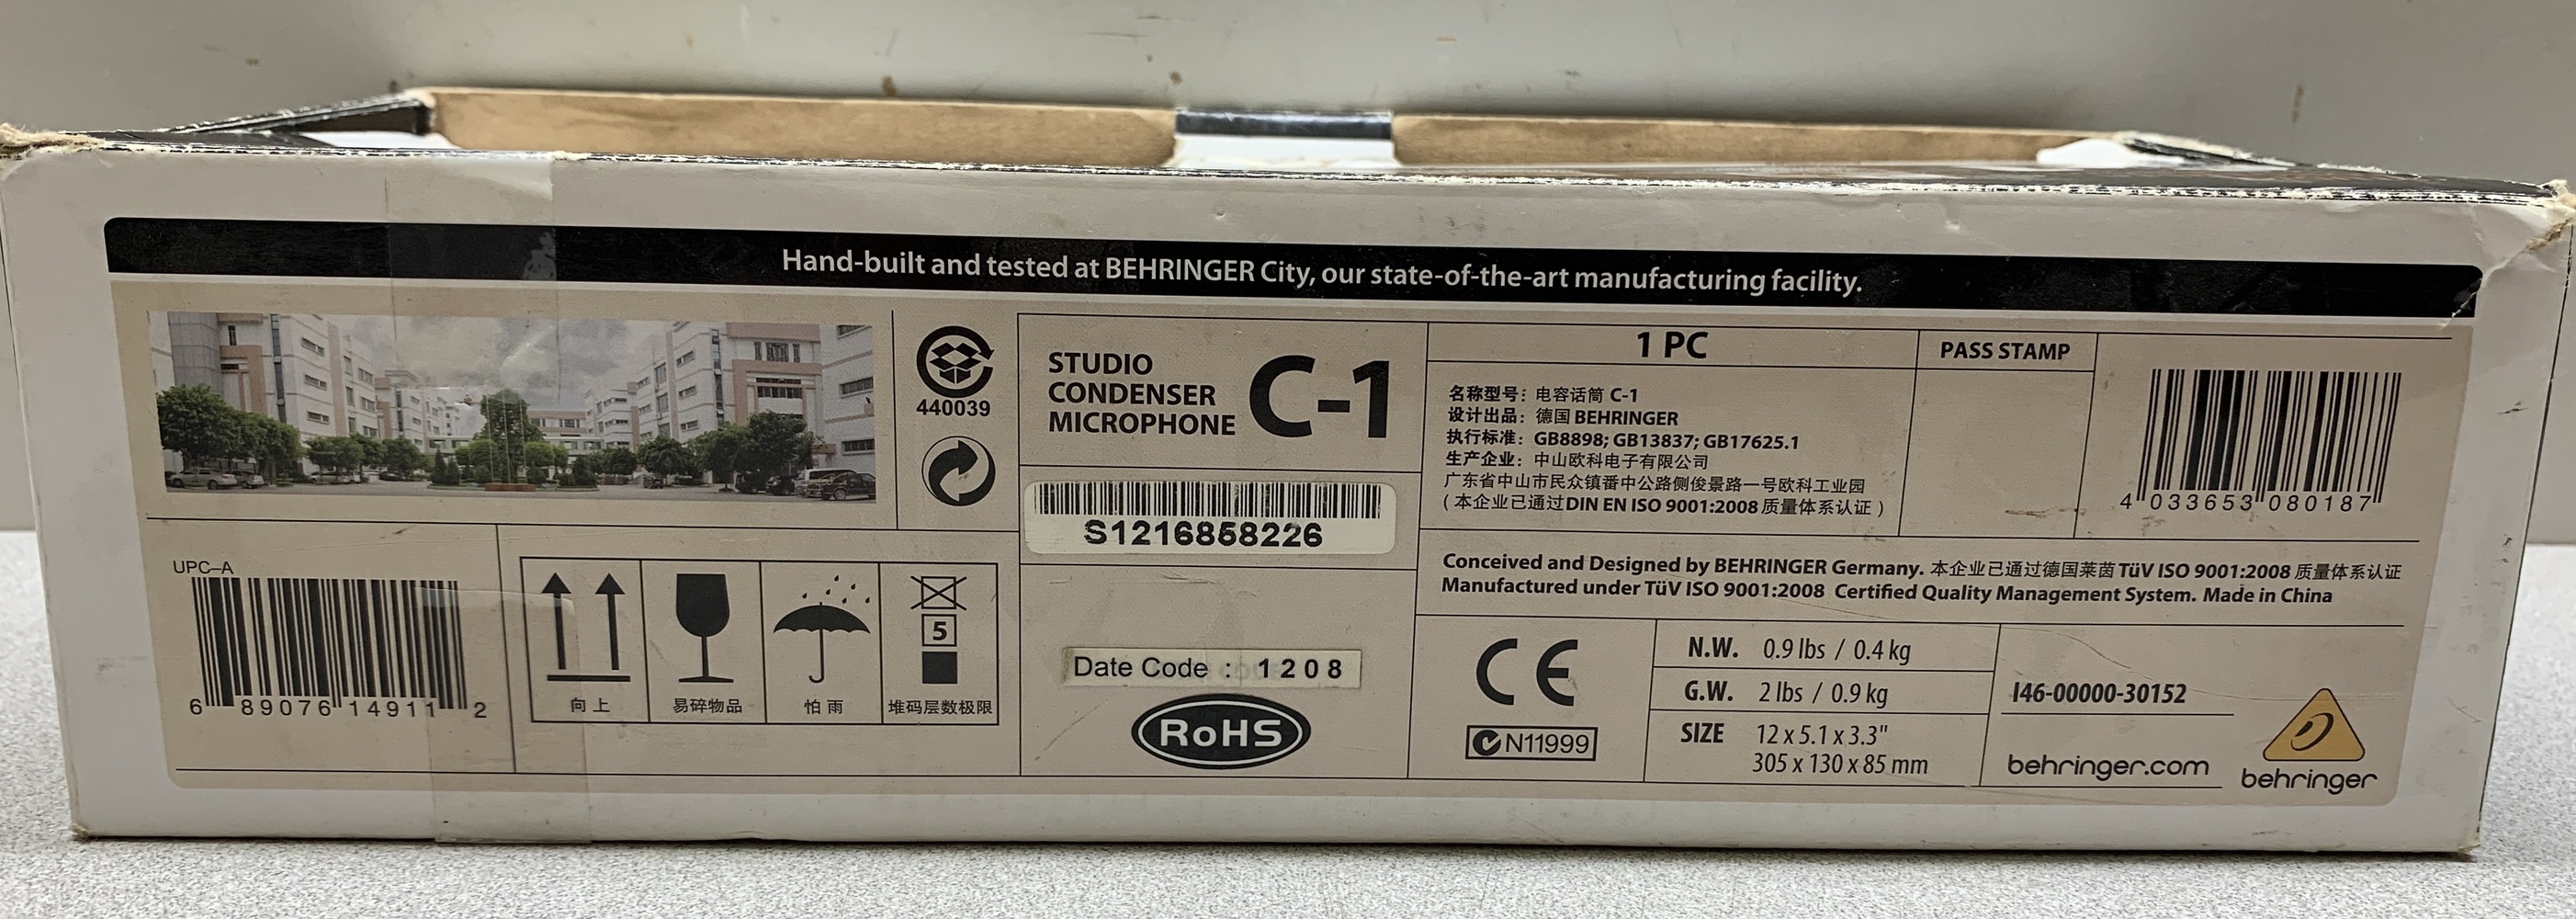 Hand-built and tested at BEHRINGER City, our state-of-the-art manufacturing facility.
440039
STUDIO
CONDENSER
MICROPHONE
C-1
S1216858226
1 PC
PASS STAMP
名称型号：电容话筒 C-1
设计出品：德国 BEHRINGER
执行标准：GB8898; GB13837; GB17625.1
生产企业：中山欧科电子有限公司
广东省中山市民众镇番中公路侧俊景路一号欧科工业园
( 本企业已通过DIN EN ISO 9001:2008 质量体系认证 )
4 033653 080187
UPC-A
6 89076 14911 2
向上
易碎物品
怕雨
5
堆码层数极限
Date Code : 1208
RoHS
Conceived and Designed by BEHRINGER Germany. 本企业已通过德国莱茵 TüV ISO 9001:2008 质量体系认证
Manufactured under TüV ISO 9001:2008 Certified Quality Management System. Made in China
CE
N11999
N.W. 0.9 lbs / 0.4 kg
G.W. 2 lbs / 0.9 kg
SIZE 12 x 5.1 x 3.3"
305 x 130 x 85 mm
I46-00000-30152
behringer.com
behringer